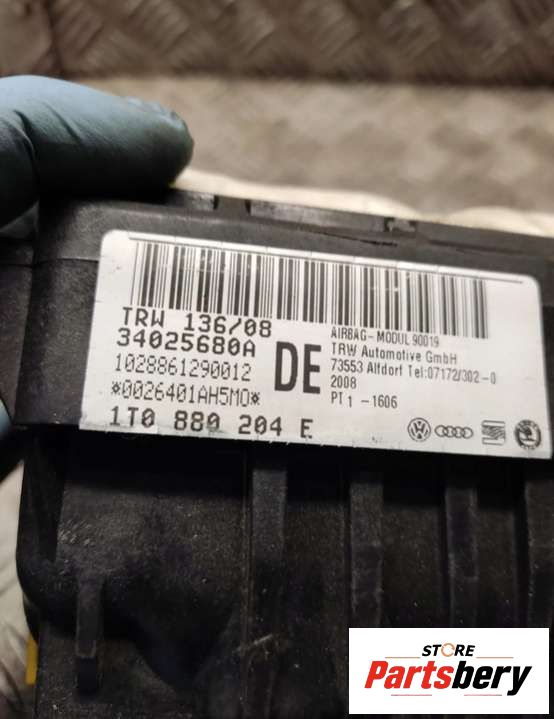 TRW 136/08
34025680A
1028861290012
*0026401AH5MO*
1T0 880 204 E
DE
AIRBAG-MODUL 90019
TRW Automotive GmbH
73553 Alfdorf Tel:07172/302-0
2008
PT 1 -1606
STORE
Partsbery